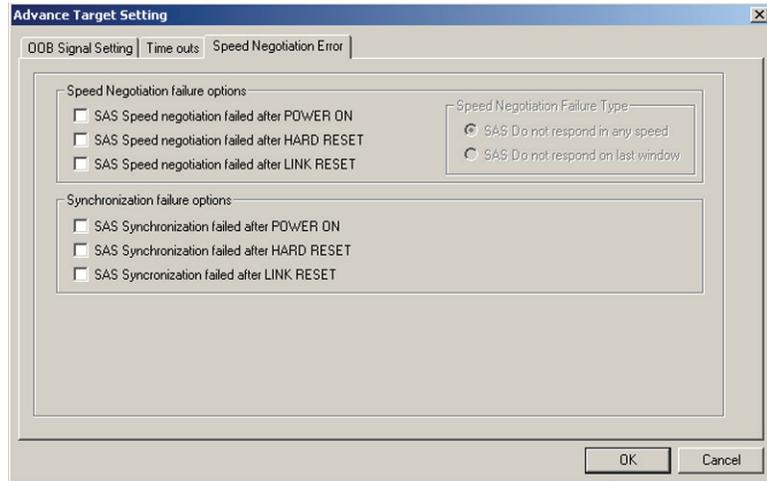 Advance Target Setting
OOB Signal Setting
Time outs
Speed Negotiation Error
Speed Negotiation failure options
SAS Speed negotiation failed after POWER ON
SAS Speed negotiation failed after HARD RESET
SAS Speed negotiation failed after LINK RESET
Speed Negotiation Failure Type
SAS Do not respond in any speed
SAS Do not respond on last window
Synchronization failure options
SAS Synchronization failed after POWER ON
SAS Synchronization failed after HARD RESET
SAS Syncronization failed after LINK RESET
OK
Cancel